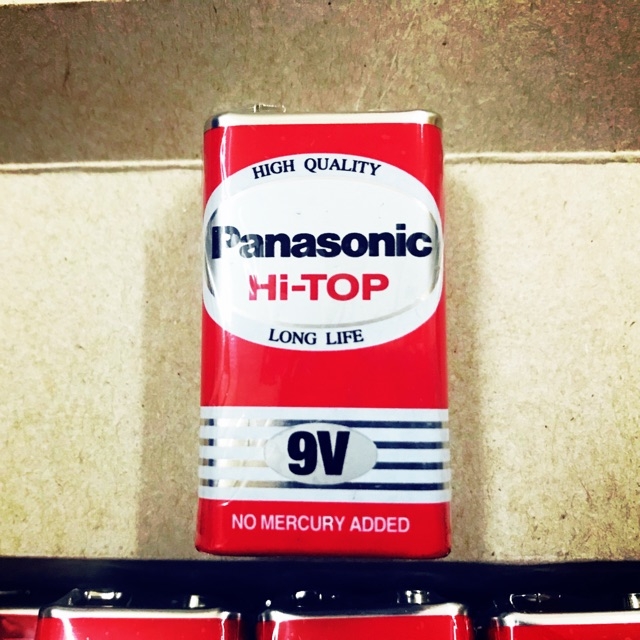 HIGH QUALITY
Panasonic
Hi-TOP
LONG LIFE
9V
NO MERCURY ADDED